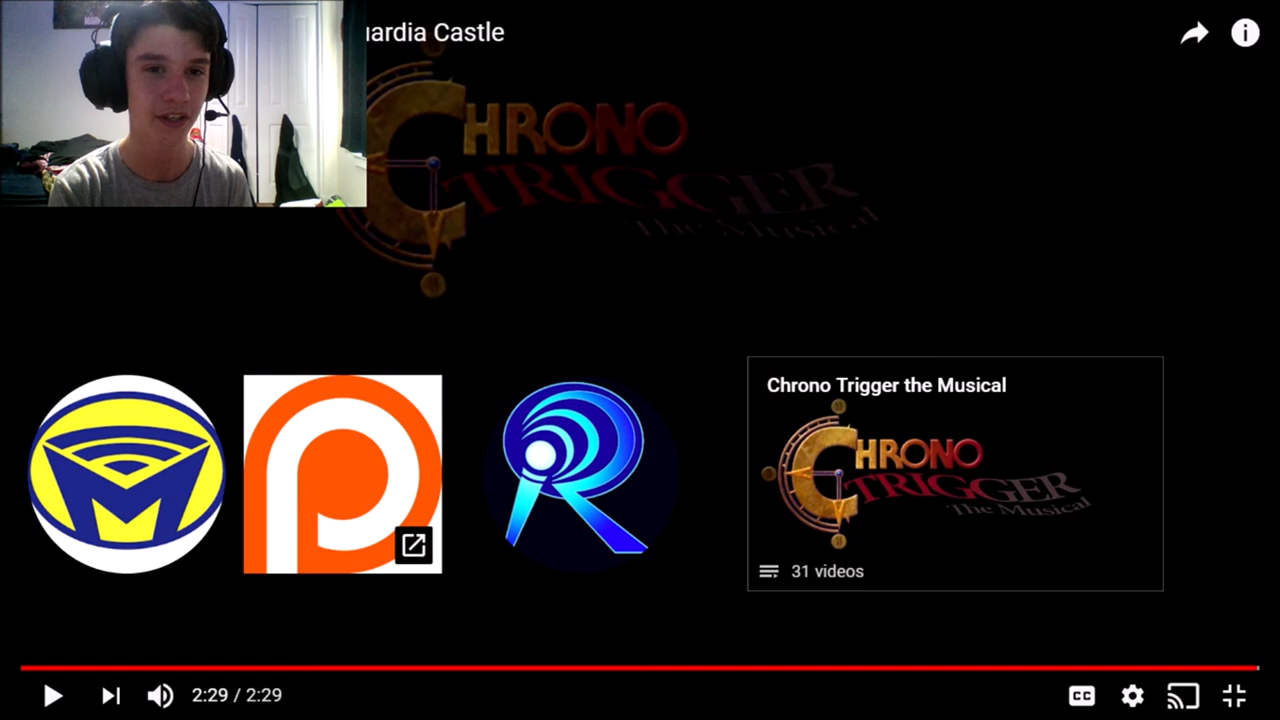 uardia Castle
CHRONO
TRIGGER
The Musical
Chrono Trigger the Musical
CHRONO
TRIGGER
The Musical
31 videos
2:29 / 2:29
CC